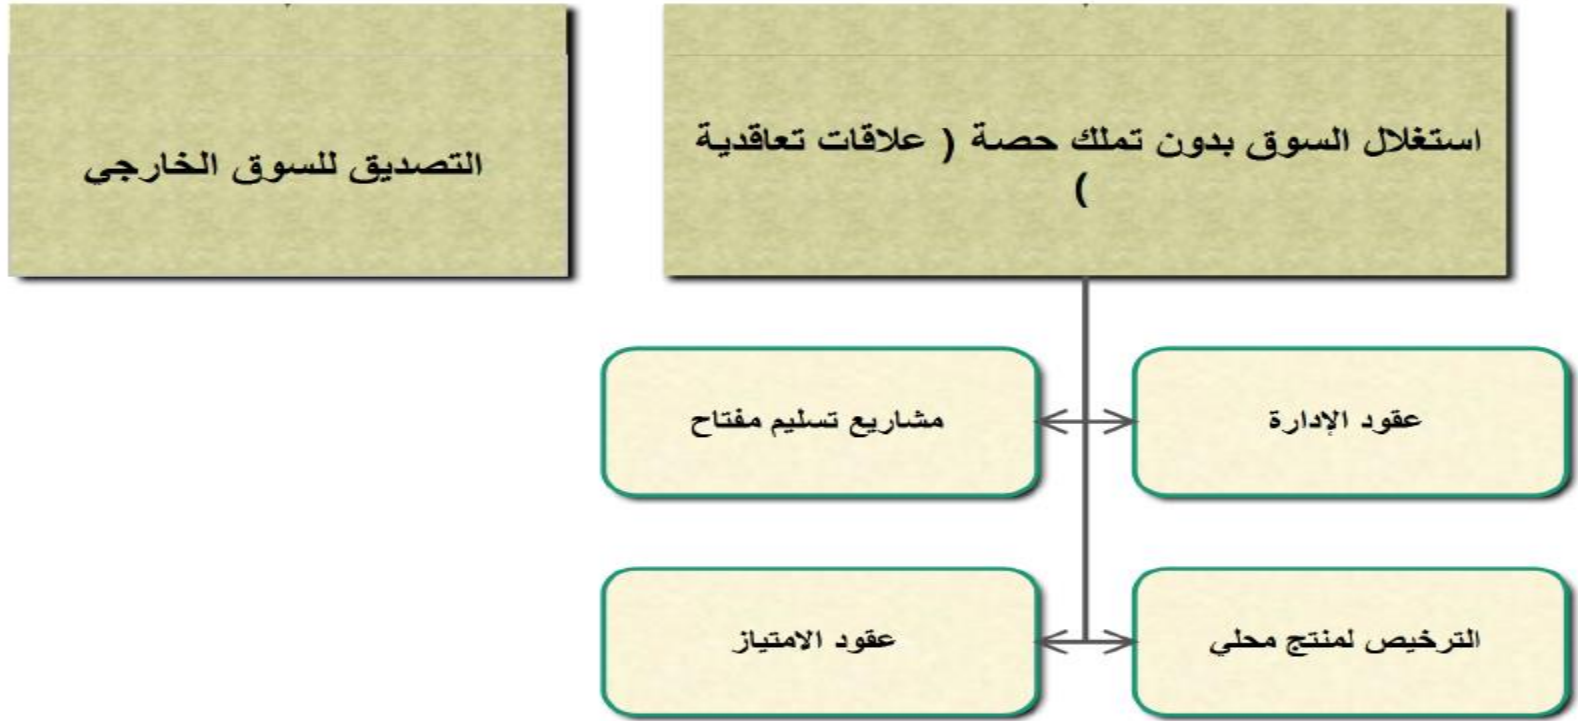 استغلال السوق بدون تملك حصة ( علاقات تعاقدية
)
التصديق للسوق الخارجي
عقود الإدارة
مشاريع تسليم مفتاح
الترخيص لمنتج محلي
عقود الامتياز